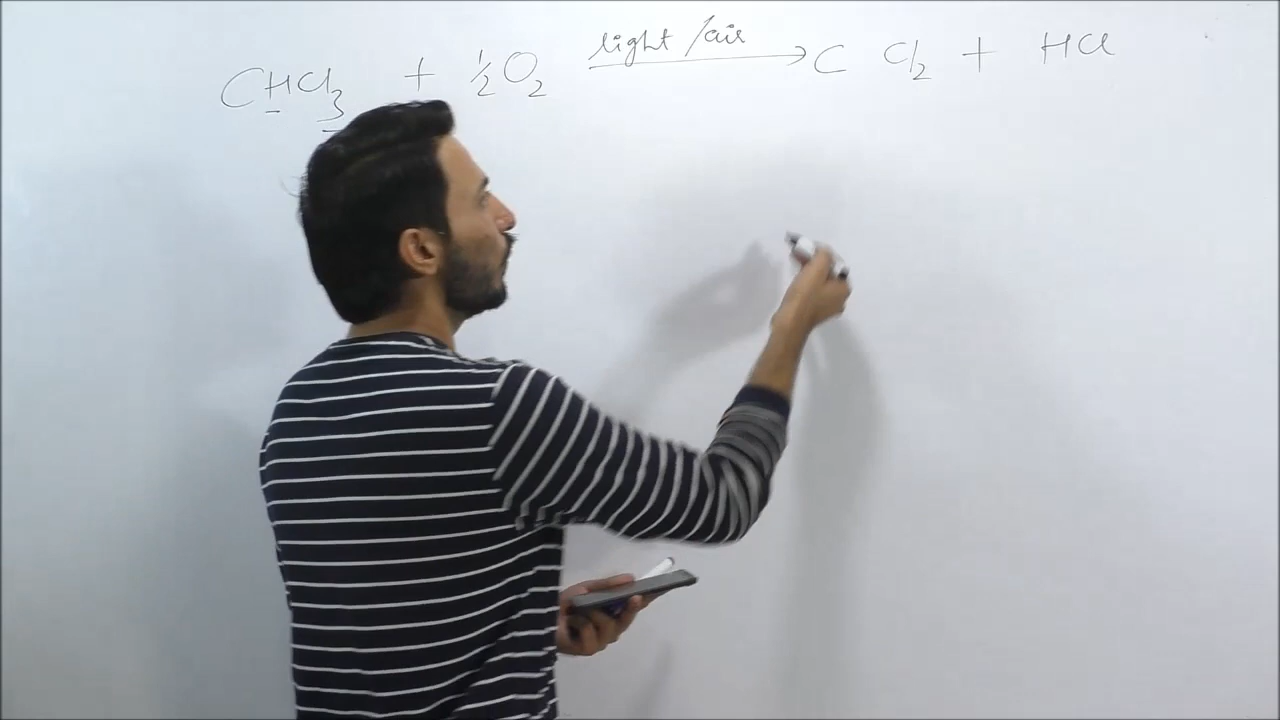 CHCl₃ + ½O₂ light/air → C Cl₂ + HCl